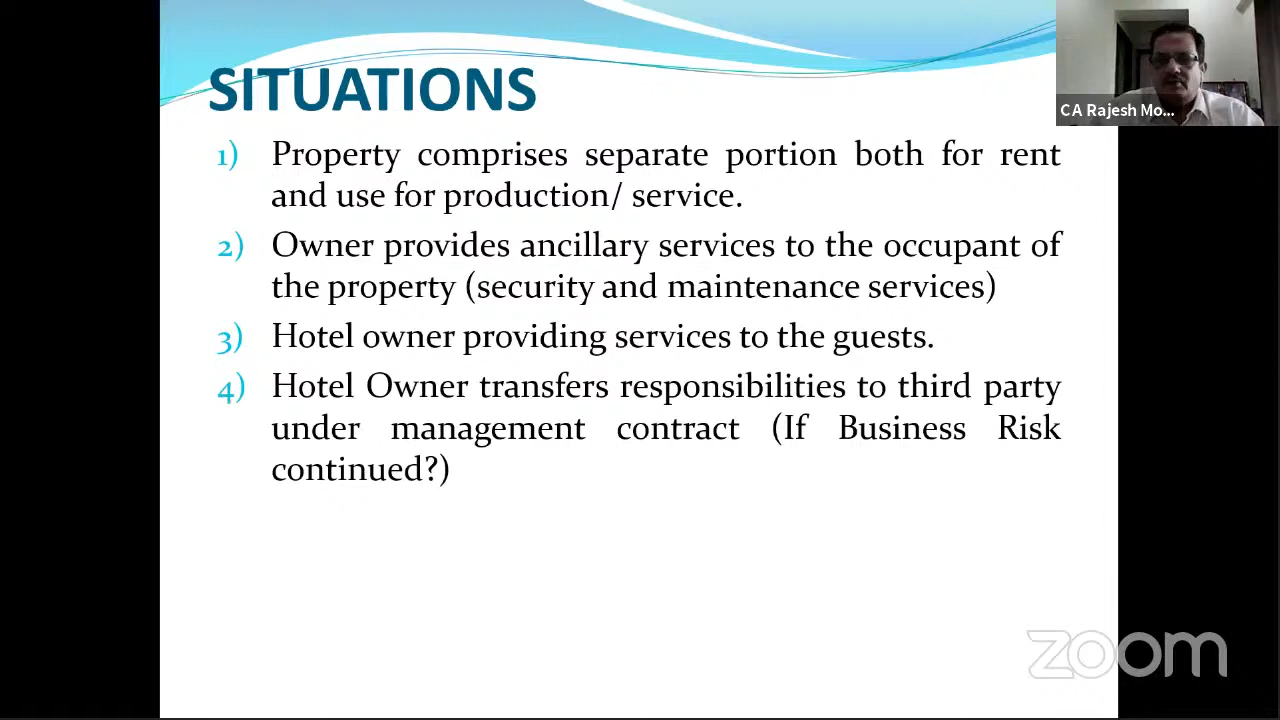 SITUATIONS
CA Rajesh Mo...
1) Property comprises separate portion both for rent
and use for production/ service.
2) Owner provides ancillary services to the occupant of
the property (security and maintenance services)
3) Hotel owner providing services to the guests.
4) Hotel Owner transfers responsibilities to third party
under management contract (If Business Risk
continued?)
zoom